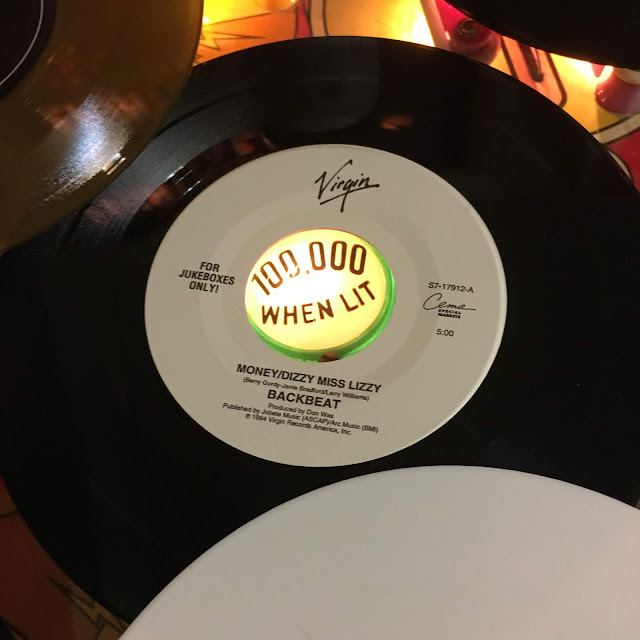 Virgin
100,000
WHEN LIT
FOR
JUKEBOXES
ONLY!
S7-17912-A
Cema
SPECIAL
MARKETS
5:00
MONEY/DIZZY MISS LIZZY
(Berry Gordy-Janie Bradford/Larry Williams)
BACKBEAT
Produced by Don Was
Published by Jobete Music (ASCAP)/Arc Music (BMI)
℗ 1994 Virgin Records America, Inc.